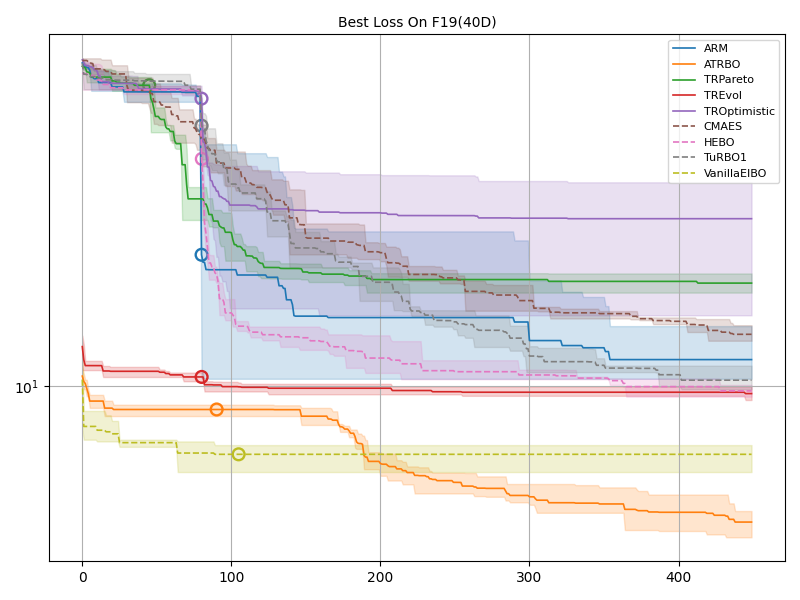 Best Loss On F19(40D)
ARM
ATRBO
TRPareto
TREvol
TROptimistic
CMAES
HEBO
TuRBO1
VanillaEIBO
10¹
0 100 200 300 400